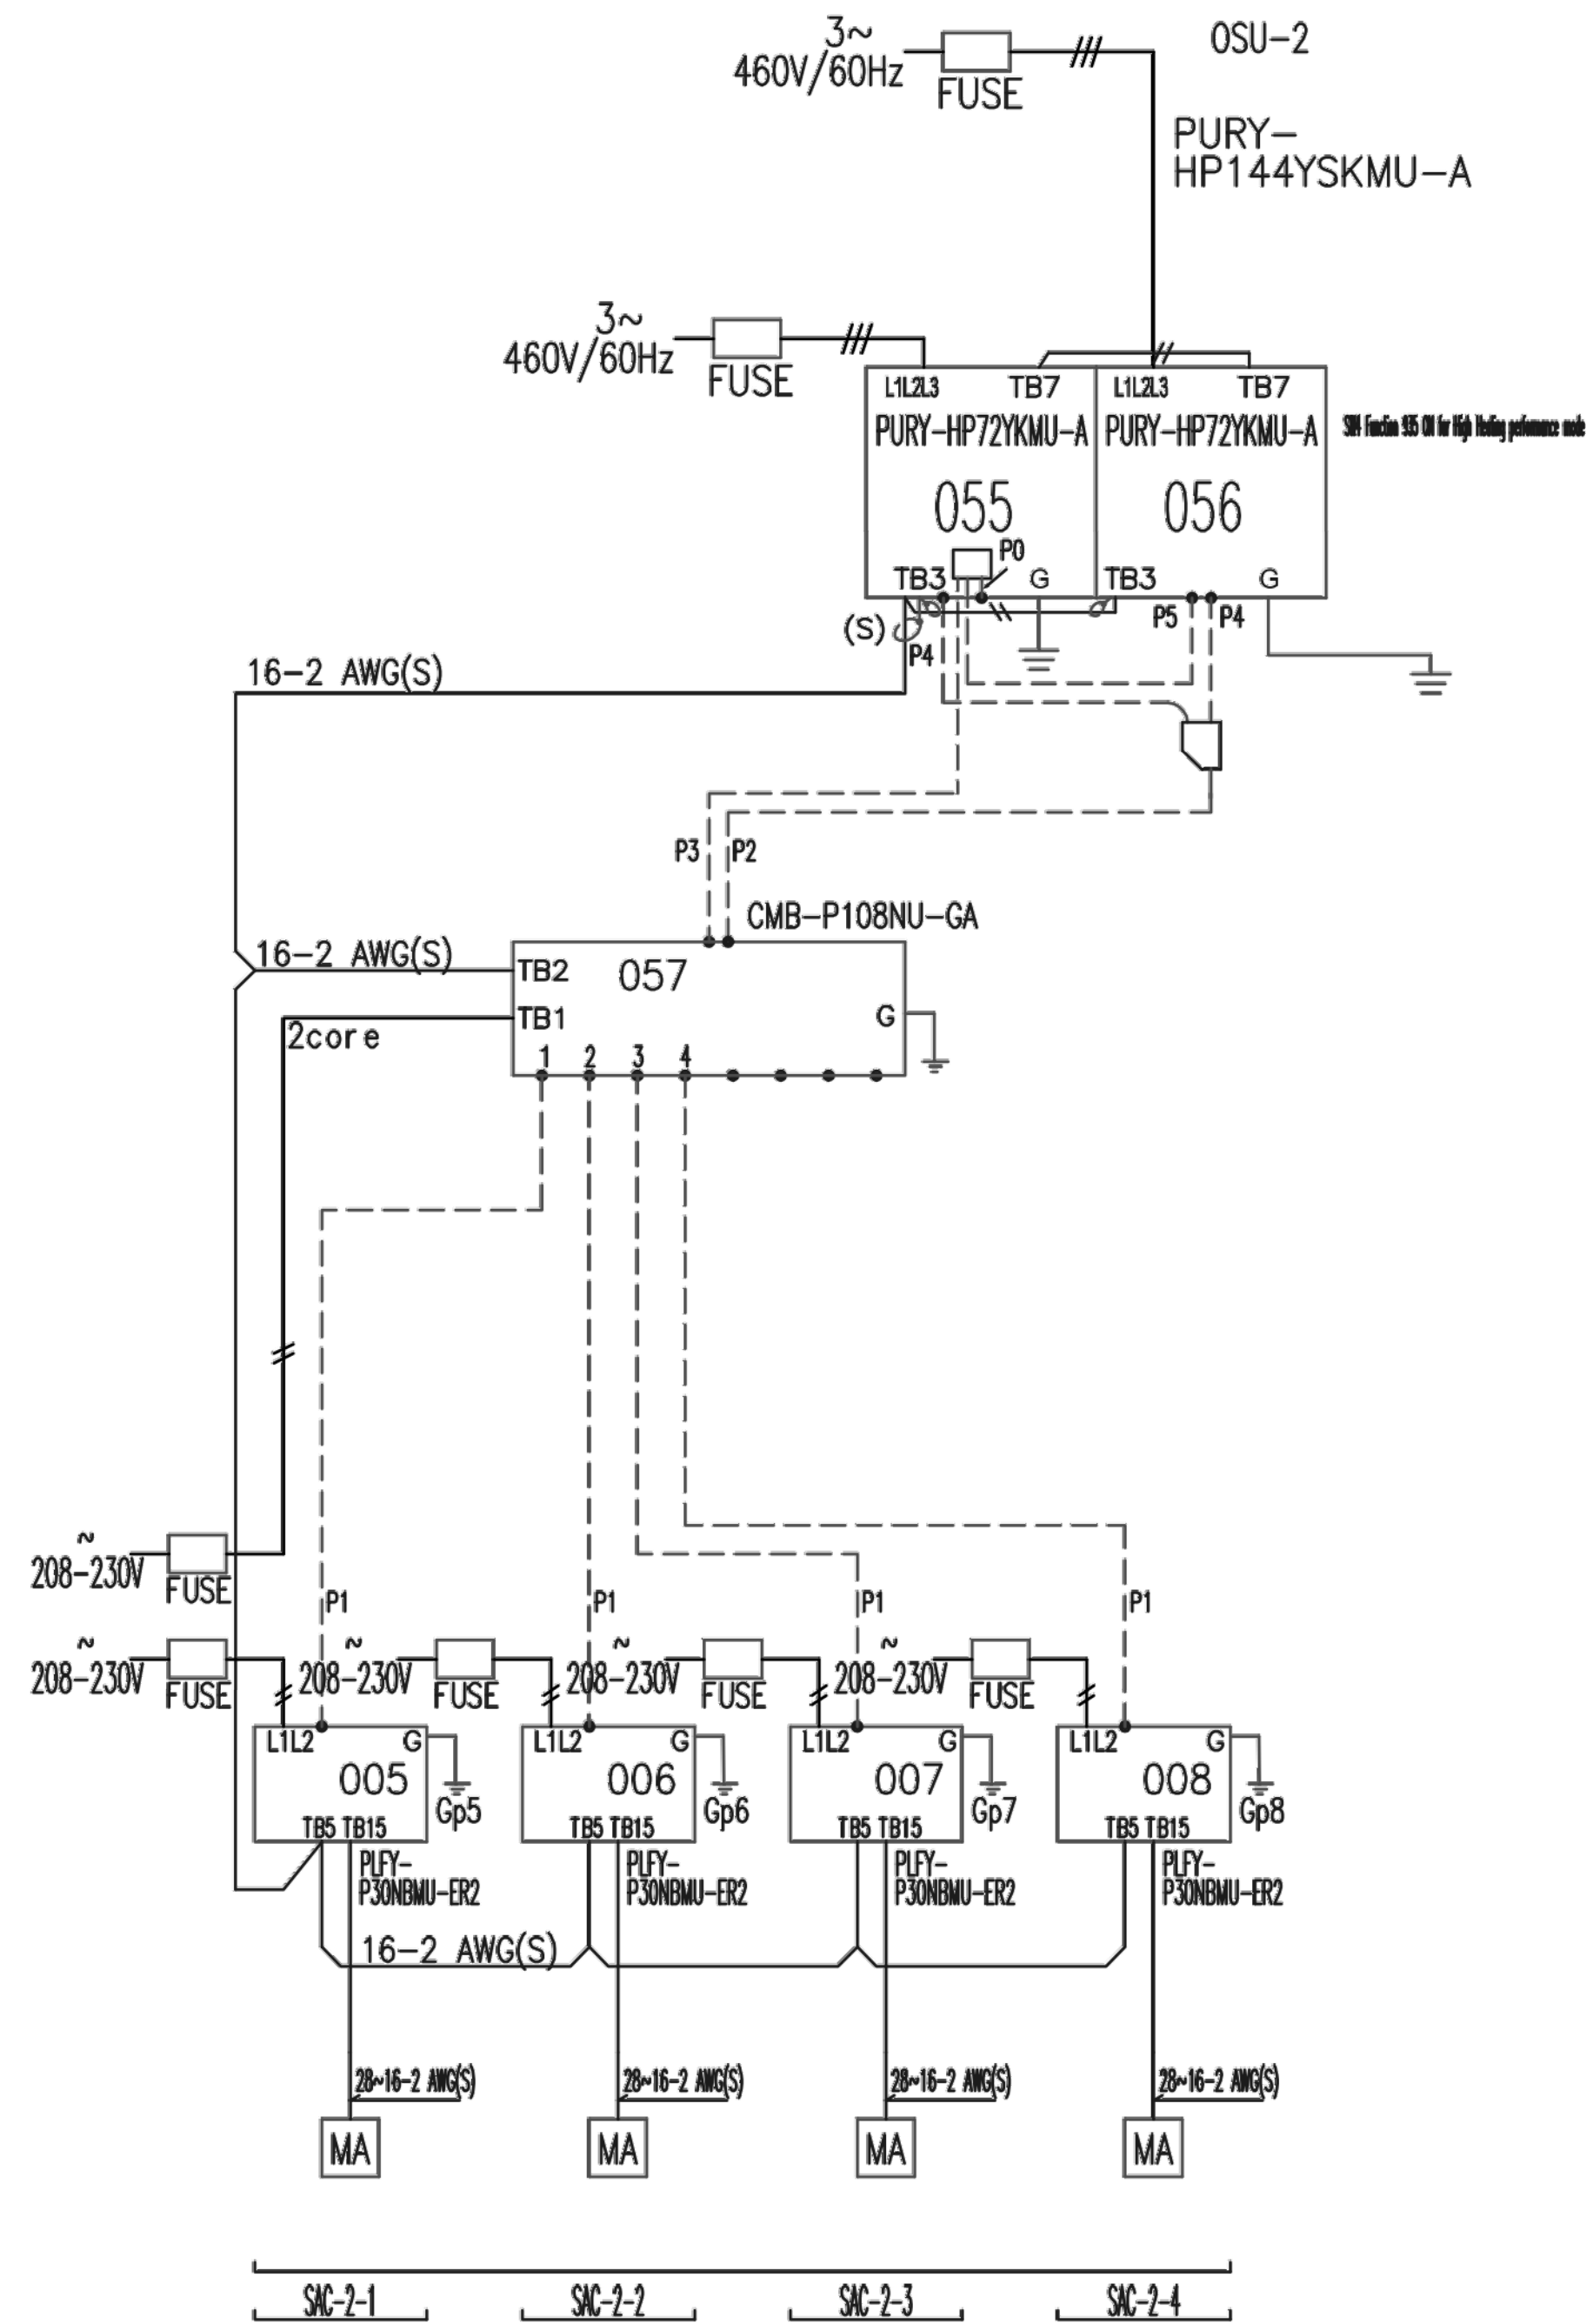 3~
460V/60Hz
FUSE
OSU-2
PURY-
HP144YSKMU-A
3~
460V/60Hz
FUSE
L1L2L3 TB7
L1L2L3 TB7
PURY-HP72YKMU-A
PURY-HP72YKMU-A
for High Heating performance mode
055
056
P0
TB3 G
TB3 G
(S)
P4
P5
P4
16-2 AWG(S)
P3
P2
CMB-P108NU-GA
16-2 AWG(S)
TB2
057
TB1
G
2core
1 2 3 4
~
208-230V
FUSE
P1
P1
P1
P1
~
208-230V
FUSE
~
208-230V
FUSE
~
208-230V
FUSE
~
208-230V
FUSE
L1L2 G
005
Gp5
TB5 TB15
L1L2 G
006
Gp6
TB5 TB15
L1L2 G
007
Gp7
TB5 TB15
L1L2 G
008
Gp8
TB5 TB15
PLFY-
P30NBMU-ER2
PLFY-
P30NBMU-ER2
PLFY-
P30NBMU-ER2
PLFY-
P30NBMU-ER2
16-2 AWG(S)
28~16-2 AWG(S)
28~16-2 AWG(S)
28~16-2 AWG(S)
28~16-2 AWG(S)
MA
MA
MA
MA
SAC-2-1
SAC-2-2
SAC-2-3
SAC-2-4